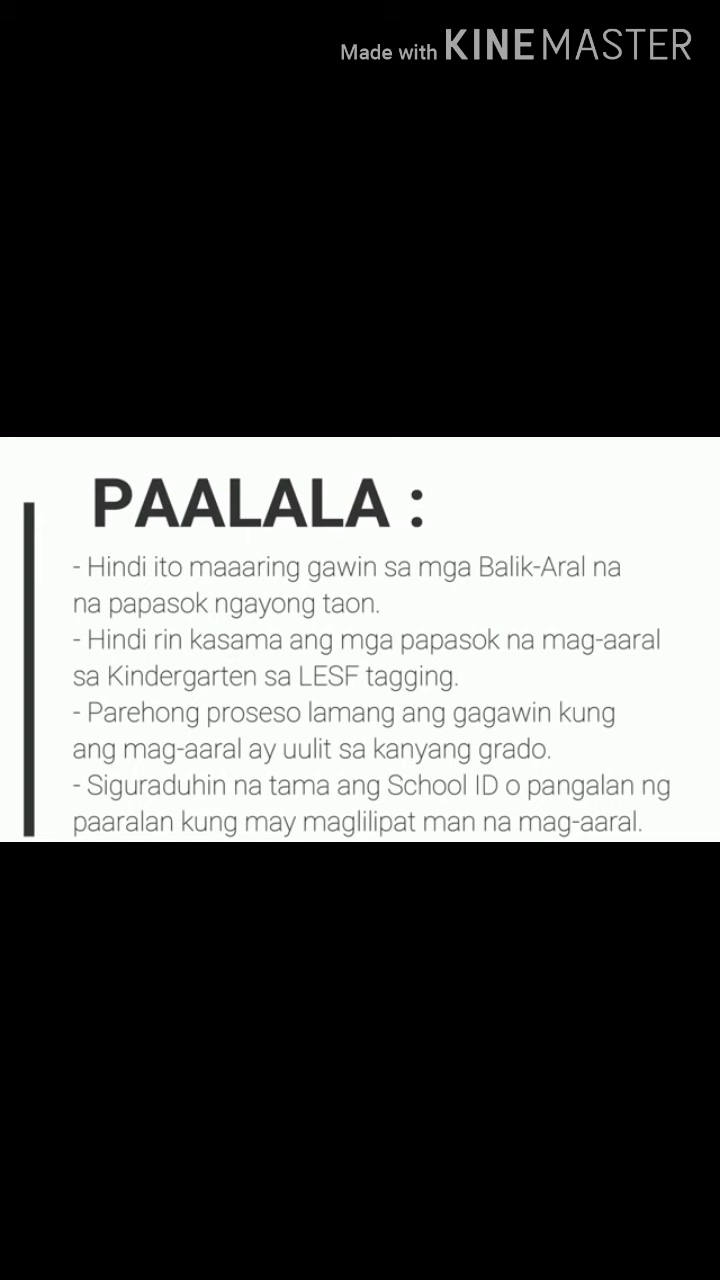 Made with KINEMASTER
PAALALA :
- Hindi ito maaaring gawin sa mga Balik-Aral na
na papasok ngayong taon.
- Hindi rin kasama ang mga papasok na mag-aaral
sa Kindergarten sa LESF tagging.
- Parehong proseso lamang ang gagawin kung
ang mag-aaral ay uulit sa kanyang grado.
- Siguraduhin na tama ang School ID o pangalan ng
paaralan kung may maglilipat man na mag-aaral.